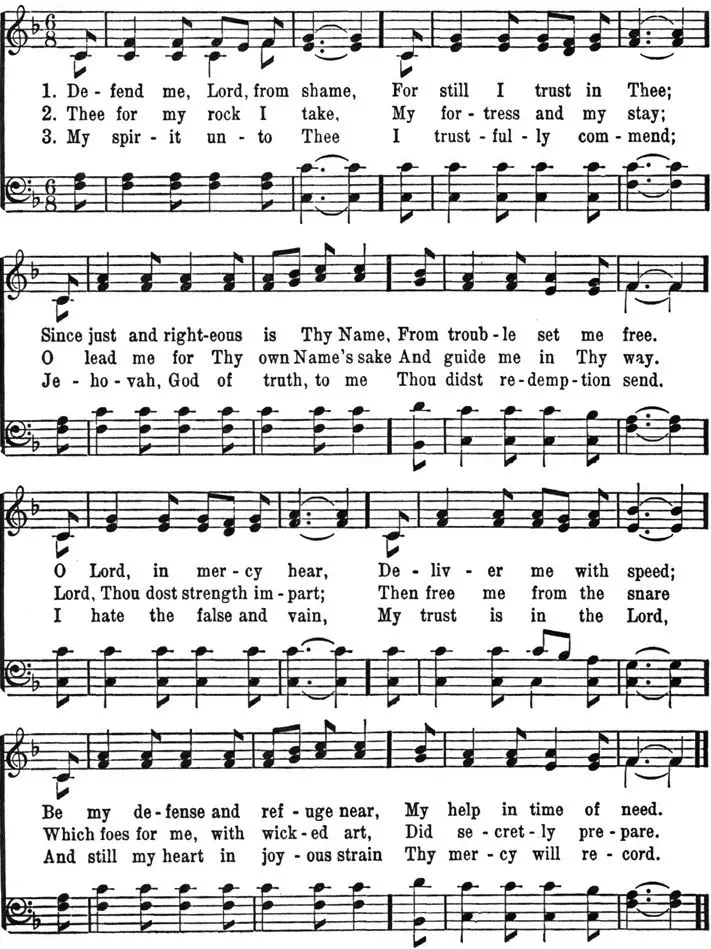 1. De - fend me, Lord, from shame, For still I trust in Thee;
2. Thee for my rock I take, My for - tress and my stay;
3. My spir - it un - to Thee I trust - ful - ly com - mend;
Since just and right-eous is Thy Name, From troub - le set me free.
O lead me for Thy own Name's sake And guide me in Thy way.
Je - ho - vah, God of truth, to me Thou didst re - demp - tion send.
O Lord, in mer - cy hear, De - liv - er me with speed;
Lord, Thou dost strength im - part; Then free me from the snare
I hate the false and vain, My trust is in the Lord,
Be my de - fense and ref - uge near, My help in time of need.
Which foes for me, with wick - ed art, Did se - cret - ly pre - pare.
And still my heart in joy - ous strain Thy mer - cy will re - cord.